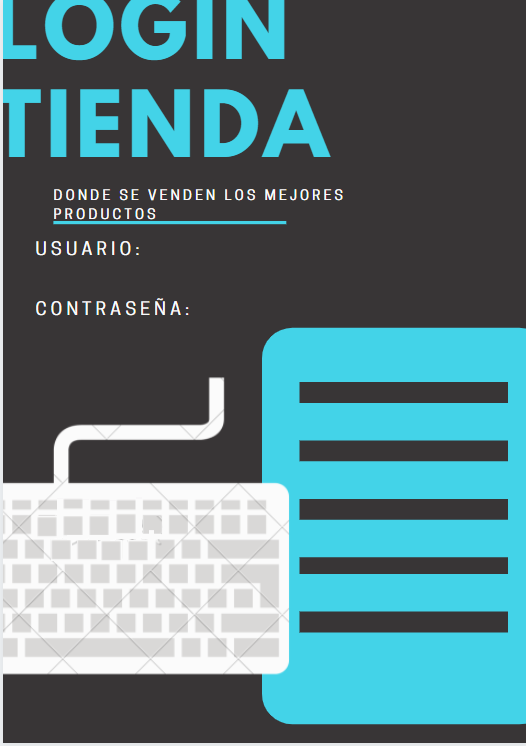 LOGIN
TIENDA
DONDE SE VENDEN LOS MEJORES
PRODUCTOS
USUARIO:
CONTRASEÑA: